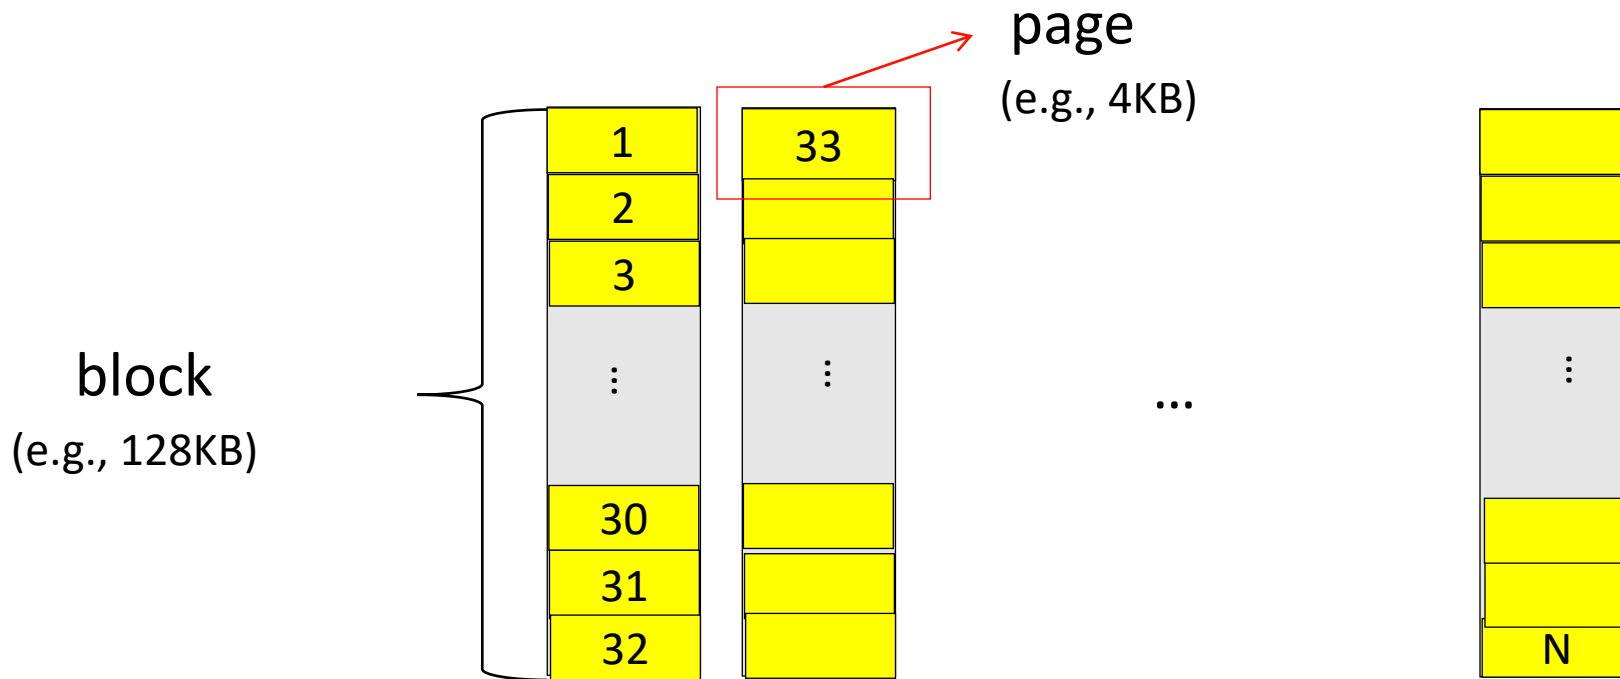 page
(e.g., 4KB)
1
33
2
3
⋮
⋮
⋮
block
...
(e.g., 128KB)
30
31
32
N